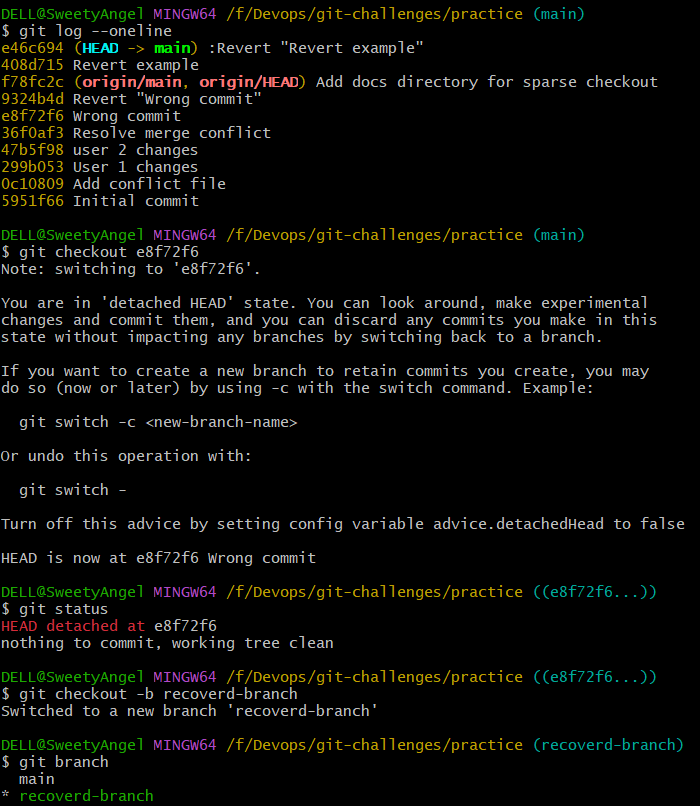 DELL@SweetyAngel MINGW64 /f/Devops/git-challenges/practice (main)
$ git log --oneline
e46c694 (HEAD -> main) :Revert "Revert example"
408d715 Revert example
f78fc2c (origin/main, origin/HEAD) Add docs directory for sparse checkout
9324b4d Revert "Wrong commit"
e8f72f6 Wrong commit
36f0af3 Resolve merge conflict
47b5f98 user 2 changes
299b053 User 1 changes
0c10809 Add conflict file
5951f66 Initial commit
DELL@SweetyAngel MINGW64 /f/Devops/git-challenges/practice (main)
$ git checkout e8f72f6
Note: switching to 'e8f72f6'.
You are in 'detached HEAD' state. You can look around, make experimental
changes and commit them, and you can discard any commits you make in this
state without impacting any branches by switching back to a branch.
If you want to create a new branch to retain commits you create, you may
do so (now or later) by using -c with the switch command. Example:
git switch -c <new-branch-name>
Or undo this operation with:
git switch -
Turn off this advice by setting config variable advice.detachedHead to false
HEAD is now at e8f72f6 Wrong commit
DELL@SweetyAngel MINGW64 /f/Devops/git-challenges/practice ((e8f72f6...))
$ git status
HEAD detached at e8f72f6
nothing to commit, working tree clean
DELL@SweetyAngel MINGW64 /f/Devops/git-challenges/practice ((e8f72f6...))
$ git checkout -b recoverd-branch
Switched to a new branch 'recoverd-branch'
DELL@SweetyAngel MINGW64 /f/Devops/git-challenges/practice (recoverd-branch)
$ git branch
main
* recoverd-branch